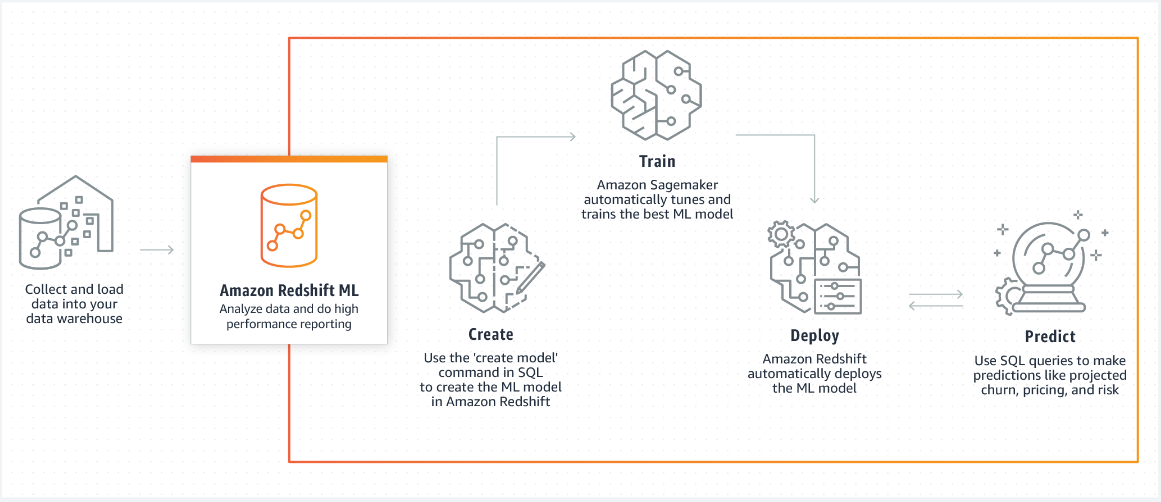 Collect and load
data into your
data warehouse
Amazon Redshift ML
Analyze data and do high
performance reporting
Create
Use the 'create model'
command in SQL
to create the ML model
in Amazon Redshift
Train
Amazon Sagemaker
automatically tunes and
trains the best ML model
Deploy
Amazon Redshift
automatically deploys
the ML model
Predict
Use SQL queries to make
predictions like projected
churn, pricing, and risk